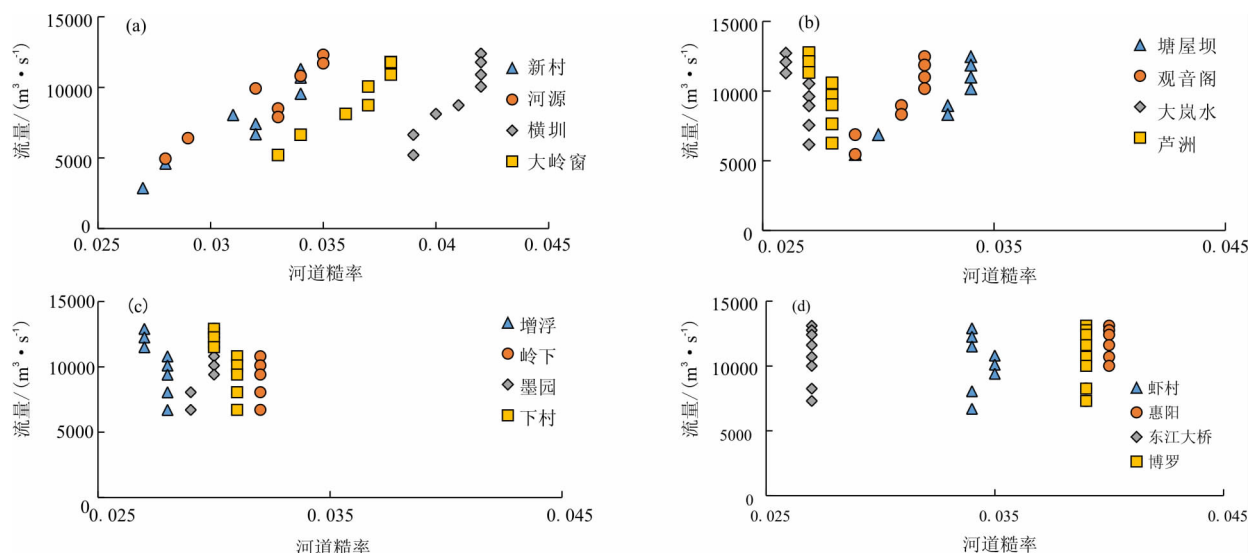 (a)
15000
10000
5000
0
流量/(m³·s⁻¹)
0.025
0.03
0.035
0.04
0.045
河道糙率
新村
河源
横圳
大岭窗
(b)
15000
10000
5000
0
流量/(m³·s⁻¹)
0.025
0.035
0.045
河道糙率
塘屋坝
观音阁
大岚水
芦洲
(c)
15000
10000
5000
0
流量/(m³·s⁻¹)
0.025
0.035
0.045
河道糙率
增浮
岭下
墨园
下村
(d)
15000
10000
5000
0
流量/(m³·s⁻¹)
0.025
0.035
0.045
河道糙率
虾村
惠阳
东江大桥
博罗